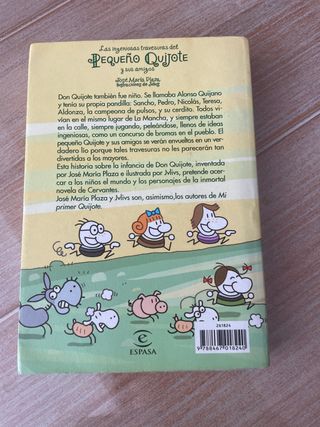 Las ingeniosas travesuras del
PEQUEÑO QUIJOTE
y sus amigos
José María Plaza
Ilustraciones de Jvlivs
Don Quijote también fue niño. Se llamaba Alonso Quijano
y tenía su propia pandilla: Sancho, Pedro, Nicolás, Teresa,
Aldonza, la campeona de pulsos, y su cerdito. Todos vi-
vían en el mismo lugar de La Mancha, y siempre estaban
en la calle, siempre jugando, peleándose, llenos de ideas
ingeniosas, como un concurso de bromas en el pueblo. El
pequeño Quijote y sus amigos se verán envueltos en un ver-
dadero lío porque tales travesuras no les parecerán tan
divertidas a los mayores.
Esta historia sobre la infancia de Don Quijote, inventada
por José María Plaza e ilustrada por Jvlivs, pretende acer-
car a los niños el mundo y los personajes de la inmortal
novela de Cervantes.
José María Plaza y Jvlivs son, asimismo, los autores de Mi
primer Quijote.
ESPASA
261824
9 788467 018240